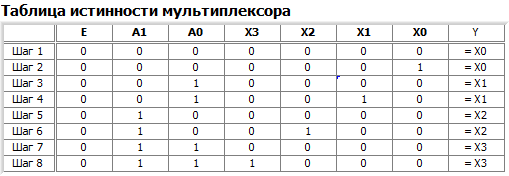 Таблица истинности мультиплексора
E A1 A0 X3 X2 X1 X0 Y
Шаг 1 0 0 0 0 0 0 0 = X0
Шаг 2 0 0 0 0 0 0 1 = X0
Шаг 3 0 0 1 0 0 0 0 = X1
Шаг 4 0 0 1 0 0 1 0 = X1
Шаг 5 0 1 0 0 0 0 0 = X2
Шаг 6 0 1 0 0 1 0 0 = X2
Шаг 7 0 1 1 0 0 0 0 = X3
Шаг 8 0 1 1 1 0 0 0 = X3